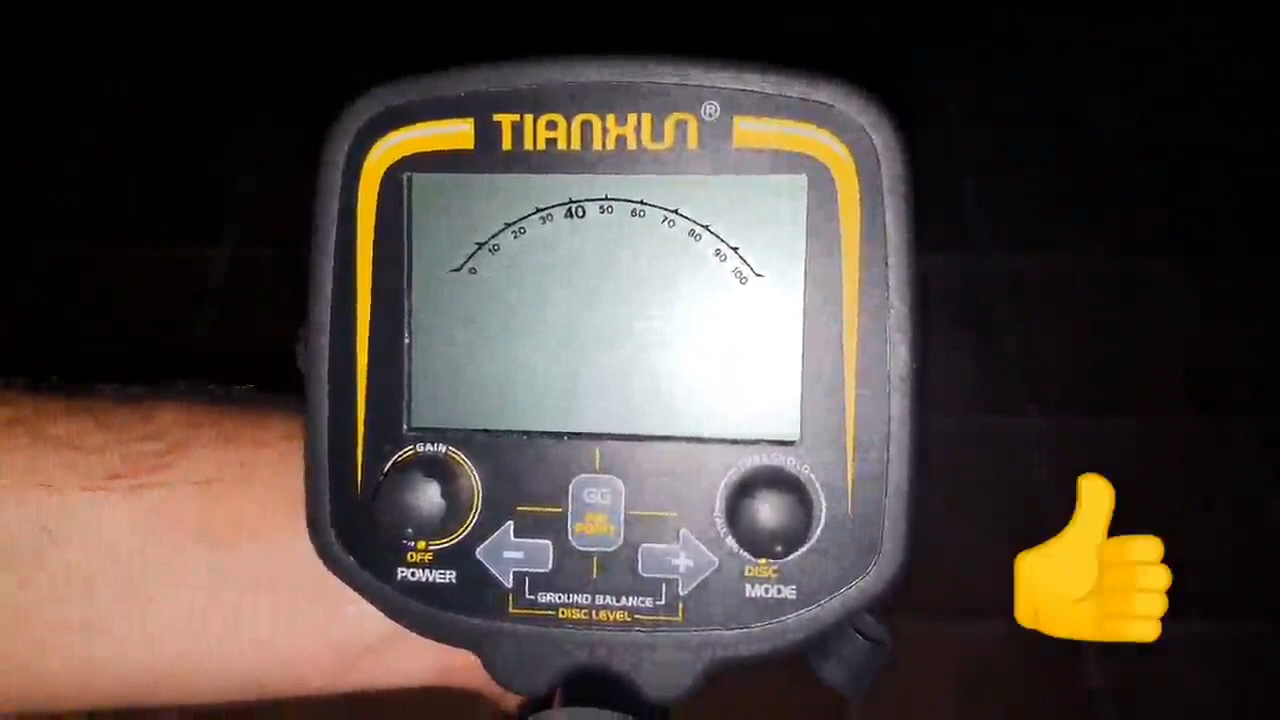 TIANXUN®
0 10 20 30 40 50 60 70 80 90 100
GAIN
THRESHOLD
GG
PIN
POINT
- +
OFF
POWER
DISC
MODE
GROUND BALANCE
DISC LEVEL